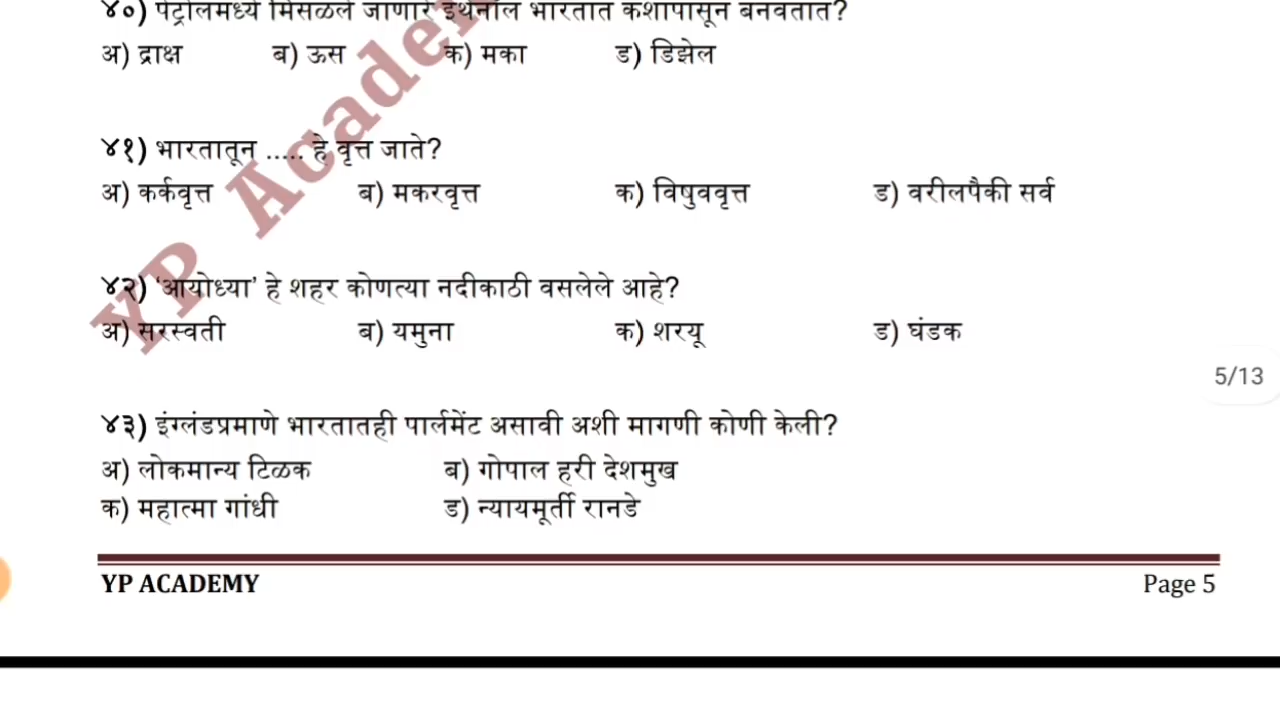 ४०) पेट्रोलमध्ये मिसळले जाणारे इथेनॉल भारतात कशापासून बनवतात?
अ) द्राक्ष ब) ऊस क) मका ड) डिझेल
४१) भारतातून ..... हे वृत्त जाते?
अ) कर्कवृत्त ब) मकरवृत्त क) विषुववृत्त ड) वरीलपैकी सर्व
४२) ‘आयोध्या’ हे शहर कोणत्या नदीकाठी वसलेले आहे?
अ) सरस्वती ब) यमुना क) शरयू ड) घंडक
5/13
४३) इंग्लंडप्रमाणे भारतातही पार्लमेंट असावी अशी मागणी कोणी केली?
अ) लोकमान्य टिळक ब) गोपाल हरी देशमुख
क) महात्मा गांधी ड) न्यायमूर्ती रानडे
YP ACADEMY Page 5
YP Academ